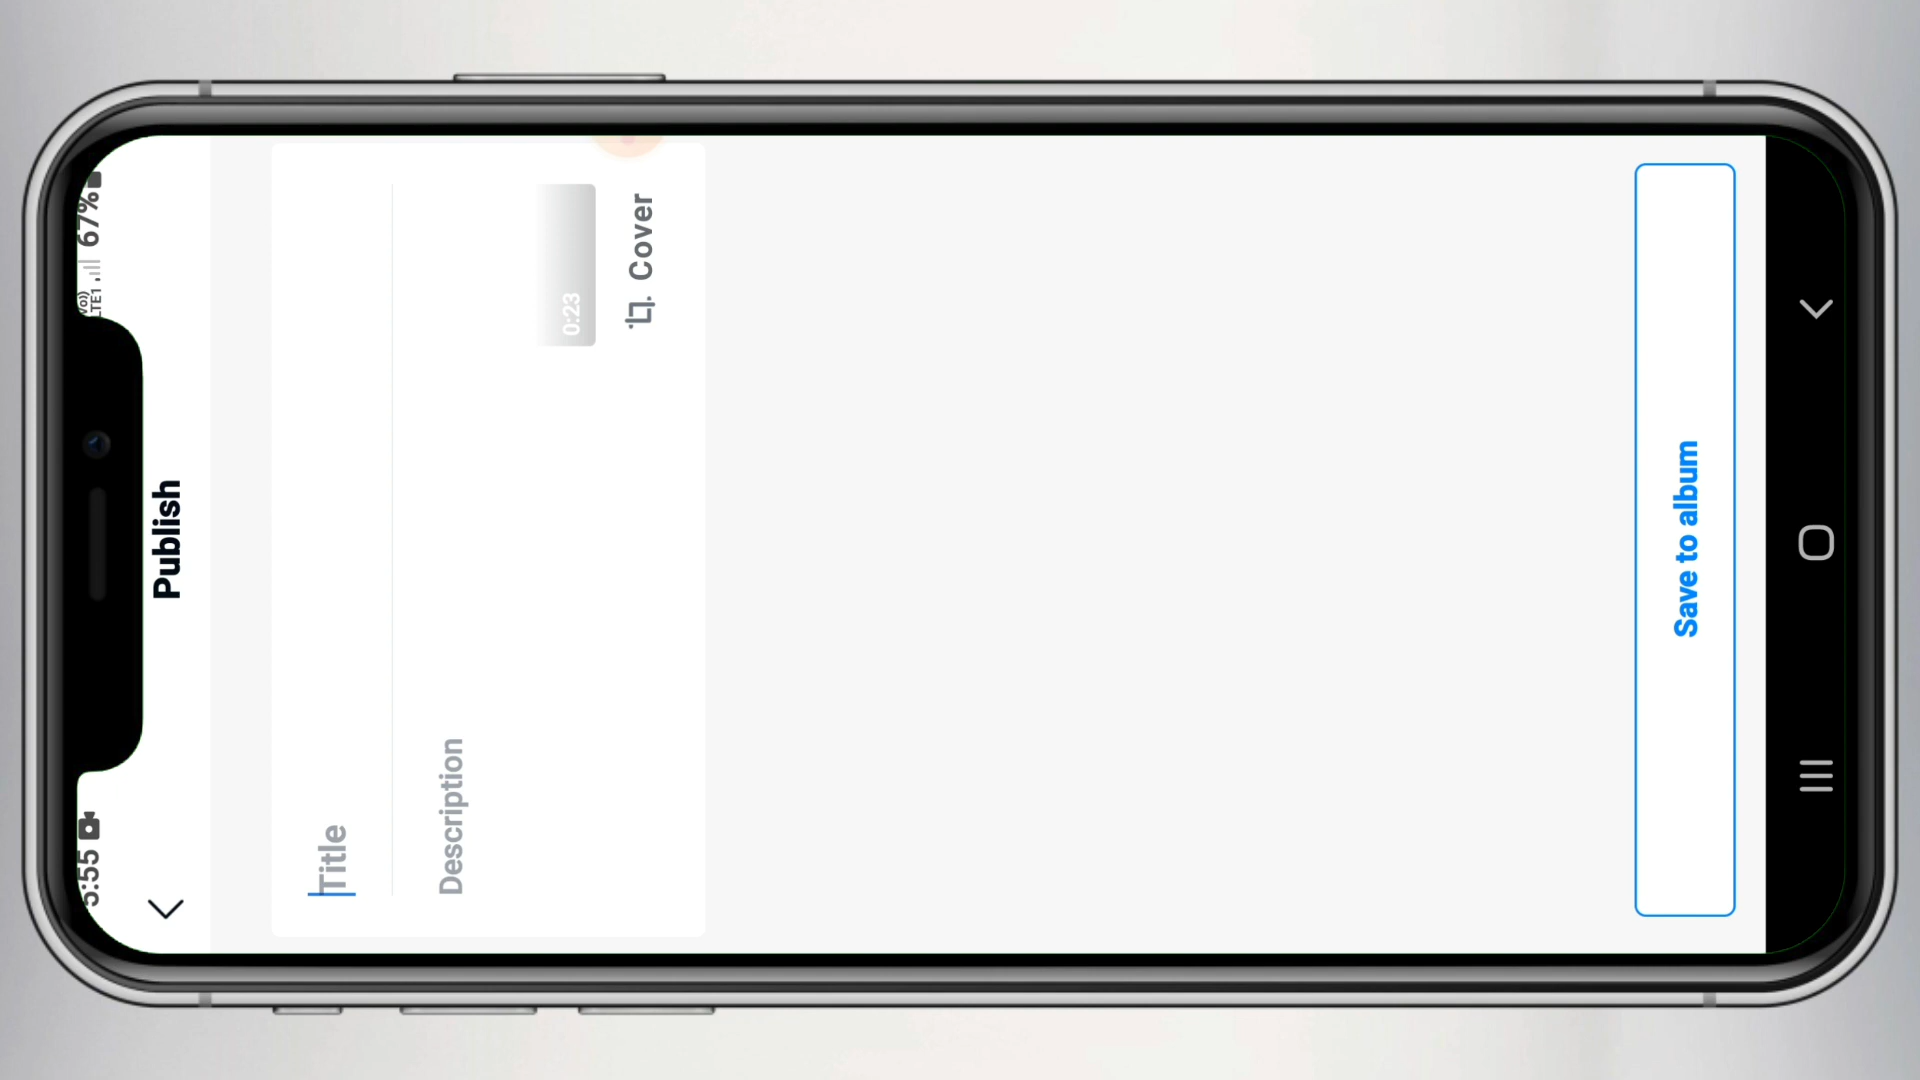 5:55
67%
LTE1
Publish
Title
Description
0:23
Cover
Save to album